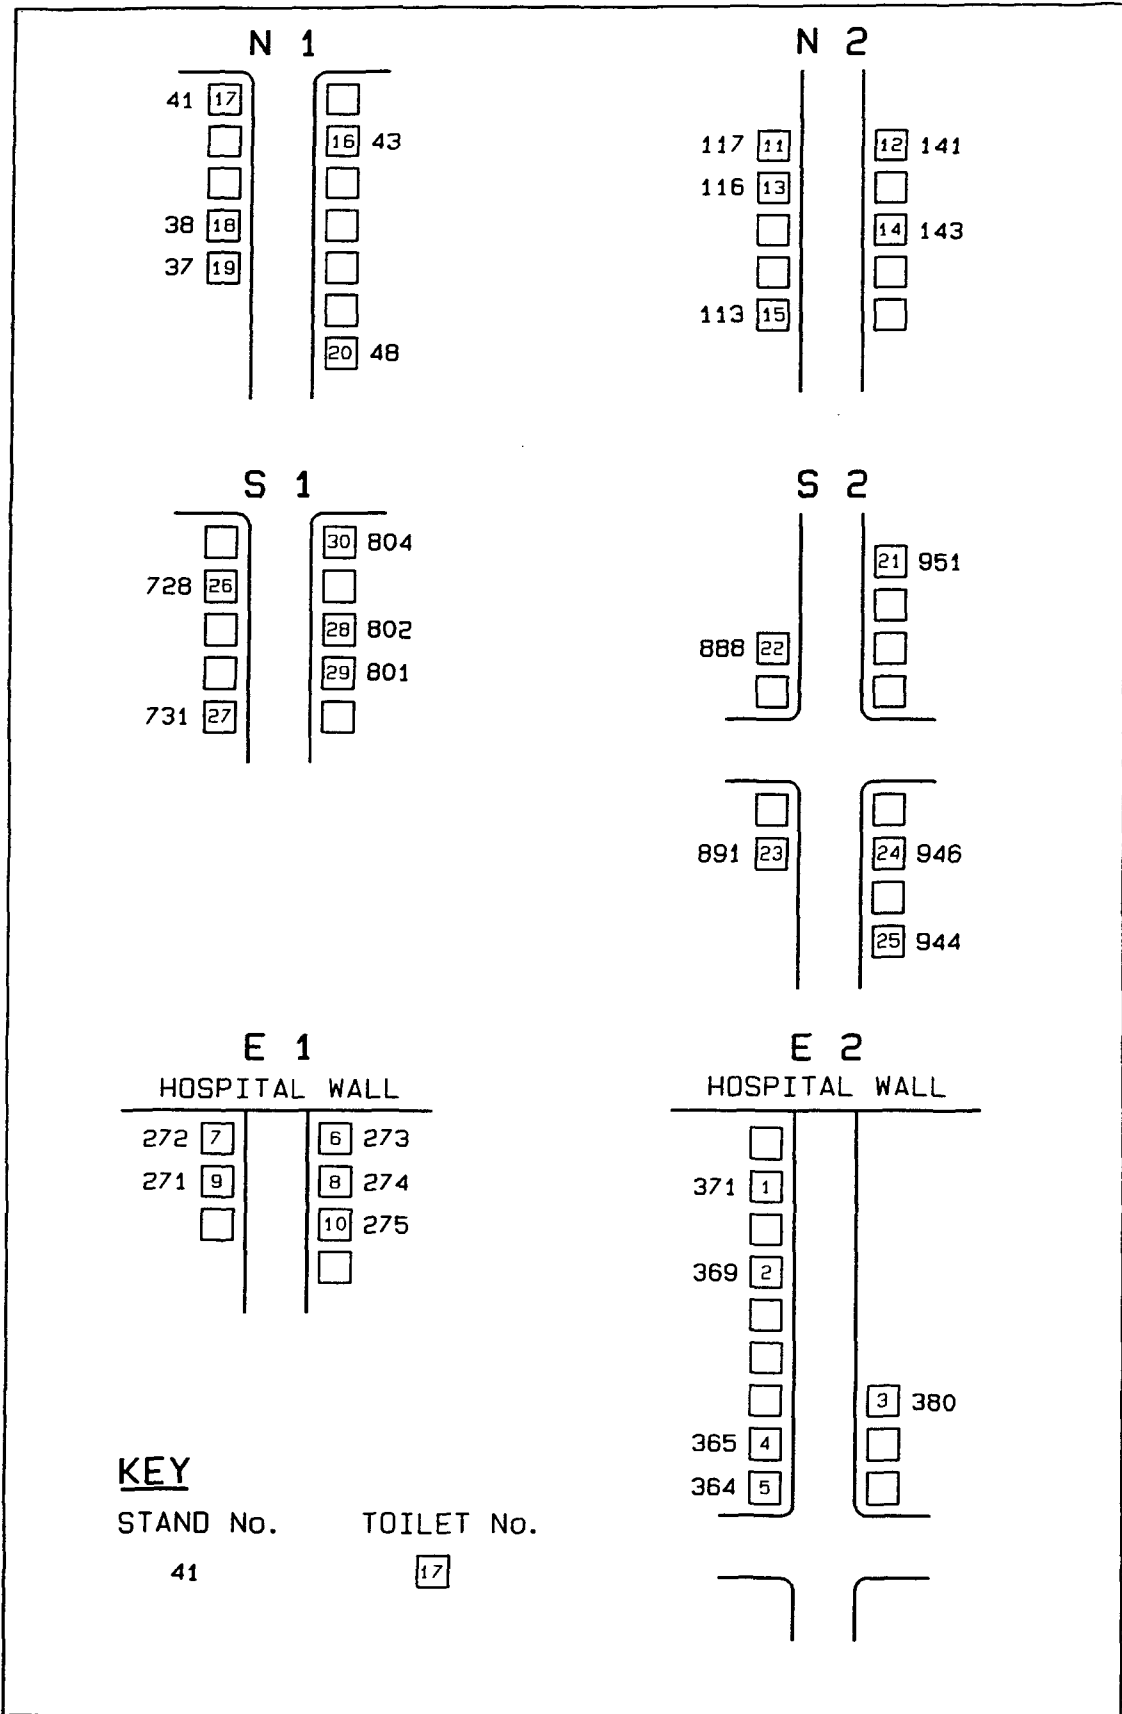 N 1
41 17
16 43
38 18
37 19
20 48
N 2
117 11 12 141
116 13
14 143
113 15
S 1
30 804
728 26
28 802
29 801
731 27
S 2
21 951
888 22
891 23 24 946
25 944
E 1
HOSPITAL WALL
272 7 6 273
271 9 8 274
10 275
E 2
HOSPITAL WALL
371 1
369 2
3 380
365 4
364 5
KEY
STAND No. TOILET No.
41 17